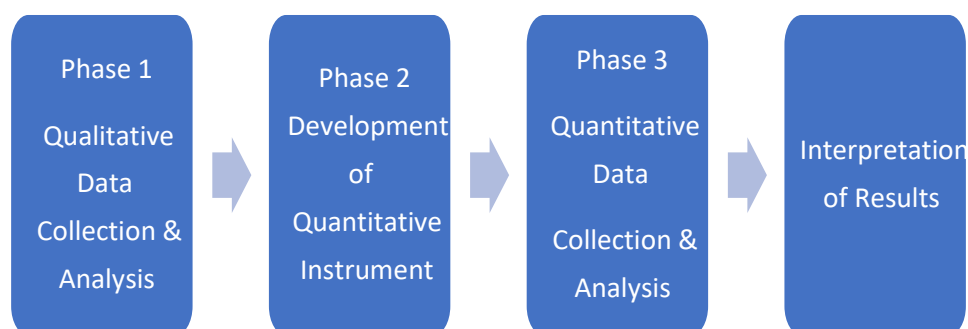 Phase 1
Qualitative
Data
Collection &
Analysis
Phase 2
Development
of
Quantitative
Instrument
Phase 3
Quantitative
Data
Collection &
Analysis
Interpretation
of Results